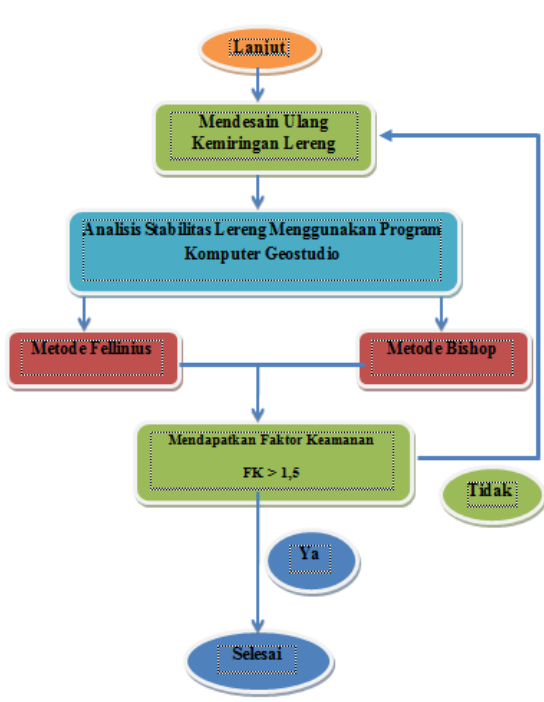 Lanjut
Mendesain Ulang
Kemiringan Lereng
Analisis Stabilitas Lereng Menggunakan Program
Komputer Geostudio
Metode Fellinius
Metode Bishop
Mendapatkan Faktor Keamanan
FK > 1,5
Tidak
Ya
Selesai